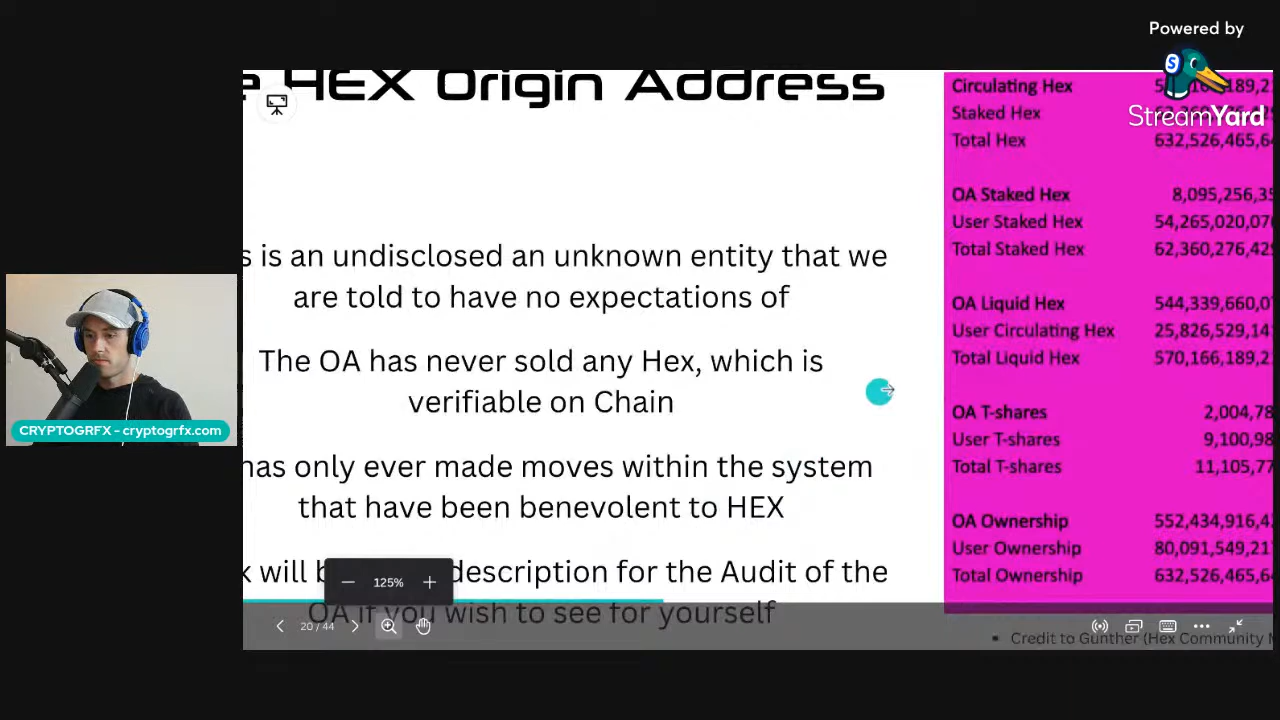 Powered by
StreamYard
HEX Origin Address
s is an undisclosed an unknown entity that we
are told to have no expectations of
The OA has never sold any Hex, which is
verifiable on Chain
has only ever made moves within the system
that have been benevolent to HEX
will description for the Audit of the
OA if you wish to see for yourself
Circulating Hex
Staked Hex
Total Hex 632,526,465,6
OA Staked Hex 8,095,256,35
User Staked Hex 54,265,020,07
Total Staked Hex 62,360,276,42
OA Liquid Hex 544,339,660,0
User Circulating Hex 25,826,529,14
Total Liquid Hex 570,166,189,2
OA T-shares 2,004,78
User T-shares 9,100,98
Total T-shares 11,105,77
OA Ownership 552,434,916,4
User Ownership 80,091,549,21
Total Ownership 632,526,465,6
Credit to Gunther (Hex Community M
CRYPTOGRFX - cryptogrfx.com
125%
20 / 44